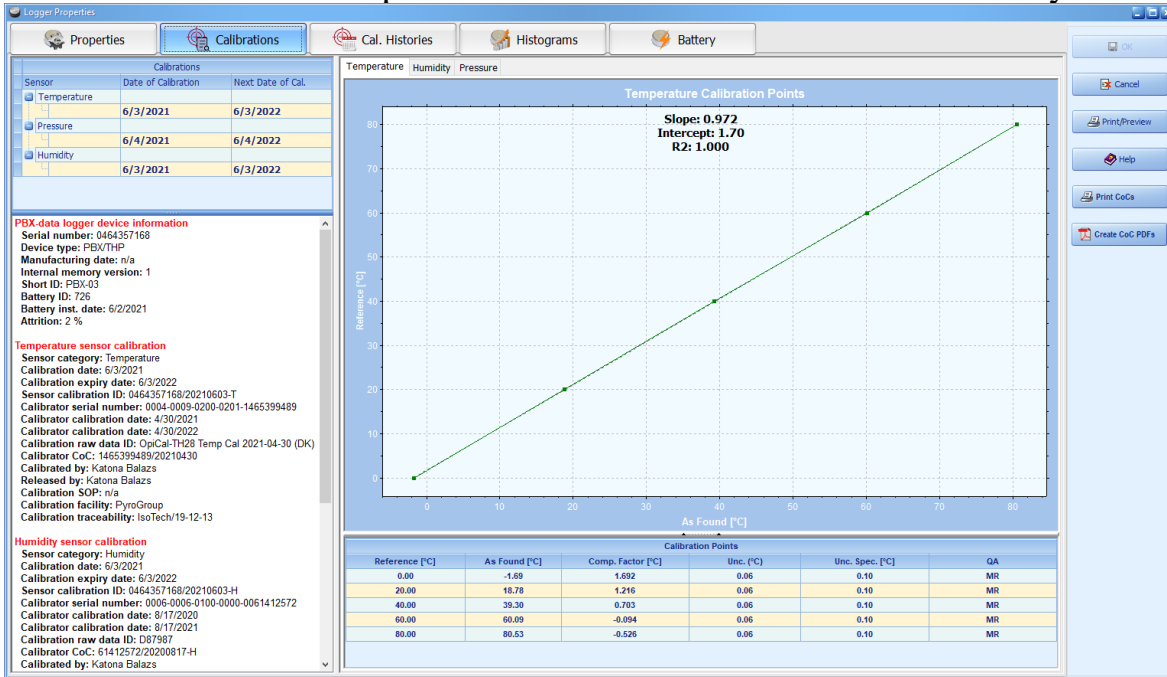 Logger Properties
Properties
Calibrations
Cal. Histories
Histograms
Battery
OK
Cancel
Print/Preview
Help
Print CoCs
Create CoC PDFs
Calibrations
Sensor Date of Calibration Next Date of Cal.
Temperature
6/3/2021 6/3/2022
Pressure
6/4/2021 6/4/2022
Humidity
6/3/2021 6/3/2022
PBX-data logger device information
Serial number: 0464357168
Device type: PBX/THP
Manufacturing date: n/a
Internal memory version: 1
Short ID: PBX-03
Battery ID: 726
Battery inst. date: 6/2/2021
Attrition: 2 %
Temperature sensor calibration
Sensor category: Temperature
Calibration date: 6/3/2021
Calibration expiry date: 6/3/2022
Sensor calibration ID: 0464357168/20210603-T
Calibrator serial number: 0004-0009-0200-0201-1465399489
Calibrator calibration date: 4/30/2021
Calibrator calibration date: 4/30/2022
Calibration raw data ID: OpiCal-TH28 Temp Cal 2021-04-30 (DK)
Calibrator CoC: 1465399489/20210430
Calibrated by: Katona Balazs
Released by: Katona Balazs
Calibration SOP: n/a
Calibration facility: PyroGroup
Calibration traceability: IsoTech/19-12-13
Humidity sensor calibration
Sensor category: Humidity
Calibration date: 6/3/2021
Calibration expiry date: 6/3/2022
Sensor calibration ID: 0464357168/20210603-H
Calibrator serial number: 0006-0006-0100-0000-0061412572
Calibrator calibration date: 8/17/2020
Calibrator calibration date: 8/17/2021
Calibration raw data ID: D87987
Calibrator CoC: 61412572/20200817-H
Calibrated by: Katona Balazs
Temperature Humidity Pressure
Temperature Calibration Points
Slope: 0.972
Intercept: 1.70
R2: 1.000
Reference [°C]
80
70
60
50
40
30
20
10
0
0 10 20 30 40 50 60 70 80
As Found [°C]
Calibration Points
Reference [°C] As Found [°C] Comp. Factor [°C] Unc. (°C) Unc. Spec. [°C] QA
0.00 -1.69 1.692 0.06 0.10 MR
20.00 18.78 1.216 0.06 0.10 MR
40.00 39.30 0.703 0.06 0.10 MR
60.00 60.09 -0.094 0.06 0.10 MR
80.00 80.53 -0.526 0.06 0.10 MR